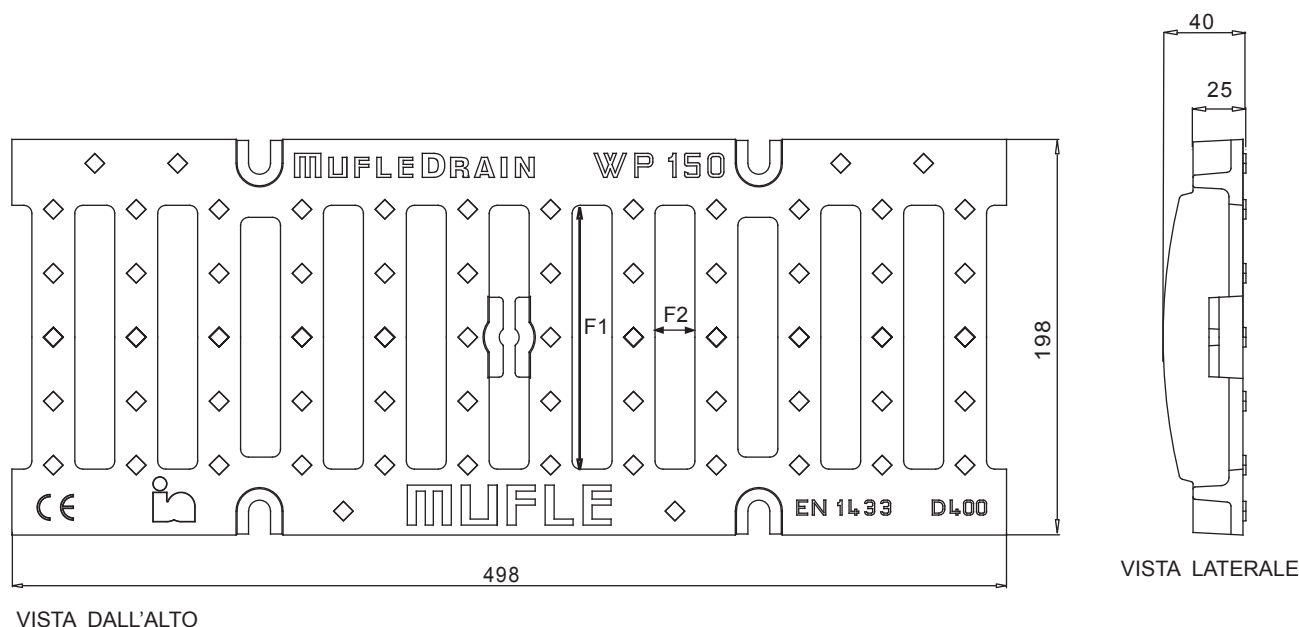 40
25
MUFLEDRAIN WP 150
F1
F2
198
CE in MUFLE EN 1433 D400
498
VISTA LATERALE
VISTA DALL'ALTO